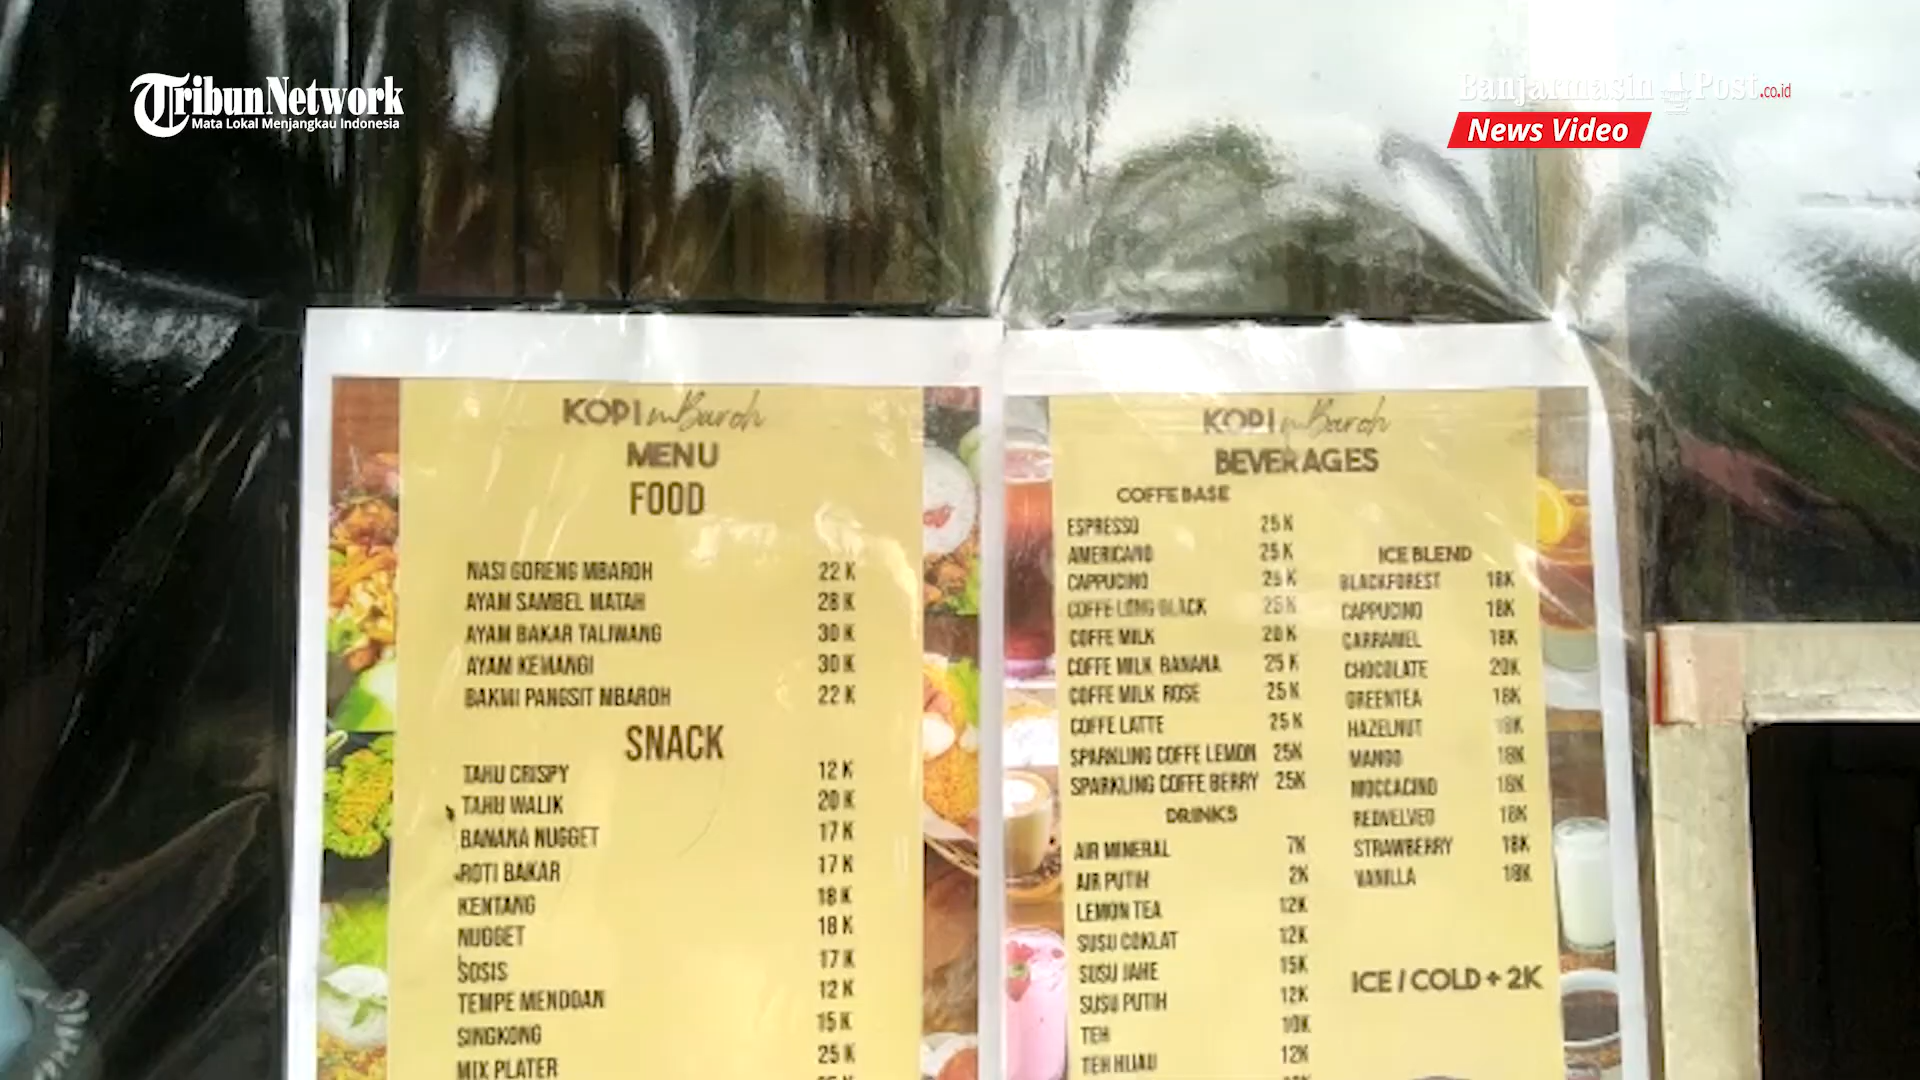 TribunNetwork
Mata Lokal Menjangkau Indonesia
Banjarmasin Post.co.id
News Video
KOPI mBaroh
MENU
FOOD
NASI GORENG MBAROH 22 K
AYAM SAMBEL MATAH 28 K
AYAM BAKAR TALIWANG 30 K
AYAM KEMANGI 30 K
BAKMI PANGSIT MBAROH 22 K
SNACK
TAHU CRISPY 12 K
TAHU WALIK 20 K
BANANA NUGGET 17 K
ROTI BAKAR 17 K
KENTANG 18 K
NUGGET 18 K
SOSIS 17 K
TEMPE MENDOAN 12 K
SINGKONG 15 K
MIX PLATER 25 K
KOPI mBaroh
BEVERAGES
COFFE BASE
ESPRESSO 25 K
AMERICANO 25 K
CAPPUCINO 25 K
COFFE LONG BLACK 25 K
COFFE MILK 20 K
COFFE MILK BANANA 25 K
COFFE MILK ROSE 25 K
COFFE LATTE 25 K
SPARKLING COFFE LEMON 25K
SPARKLING COFFE BERRY 25K
DRINKS
AIR MINERAL 7K
AIR PUTIH 2K
LEMON TEA 12K
SUSU COKLAT 12K
SUSU JAHE 15K
SUSU PUTIH 12K
TEH 10K
TEH HIJAU 12K
ICE BLEND
BLACKFOREST 18K
CAPPUCINO 18K
CARRAMEL 18K
CHOCOLATE 20K
GREENTEA 18K
HAZELNUT 18K
MANGO 18K
MOCCACINO 18K
REDVELVED 18K
STRAWBERRY 18K
VANILLA 18K
ICE / COLD + 2K